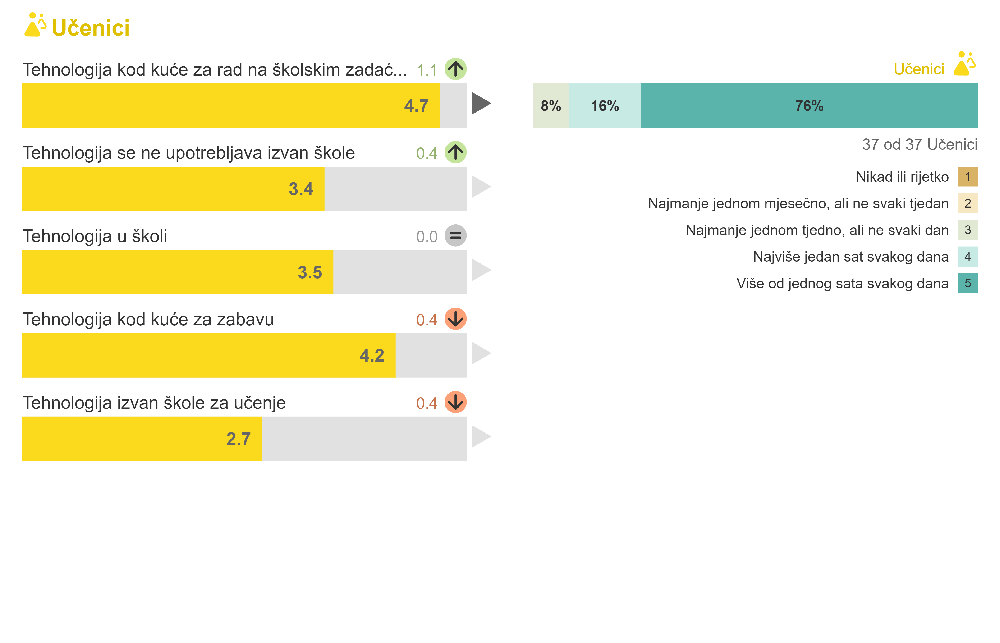 Učenici
Tehnologija kod kuće za rad na školskim zadać... 1.1
4.7
Tehnologija se ne upotrebljava izvan škole 0.4
3.4
Tehnologija u školi 0.0
3.5
Tehnologija kod kuće za zabavu 0.4
4.2
Tehnologija izvan škole za učenje 0.4
2.7
Učenici
8% 16% 76%
37 od 37 Učenici
Nikad ili rijetko 1
Najmanje jednom mjesečno, ali ne svaki tjedan 2
Najmanje jednom tjedno, ali ne svaki dan 3
Najviše jedan sat svakog dana 4
Više od jednog sata svakog dana 5